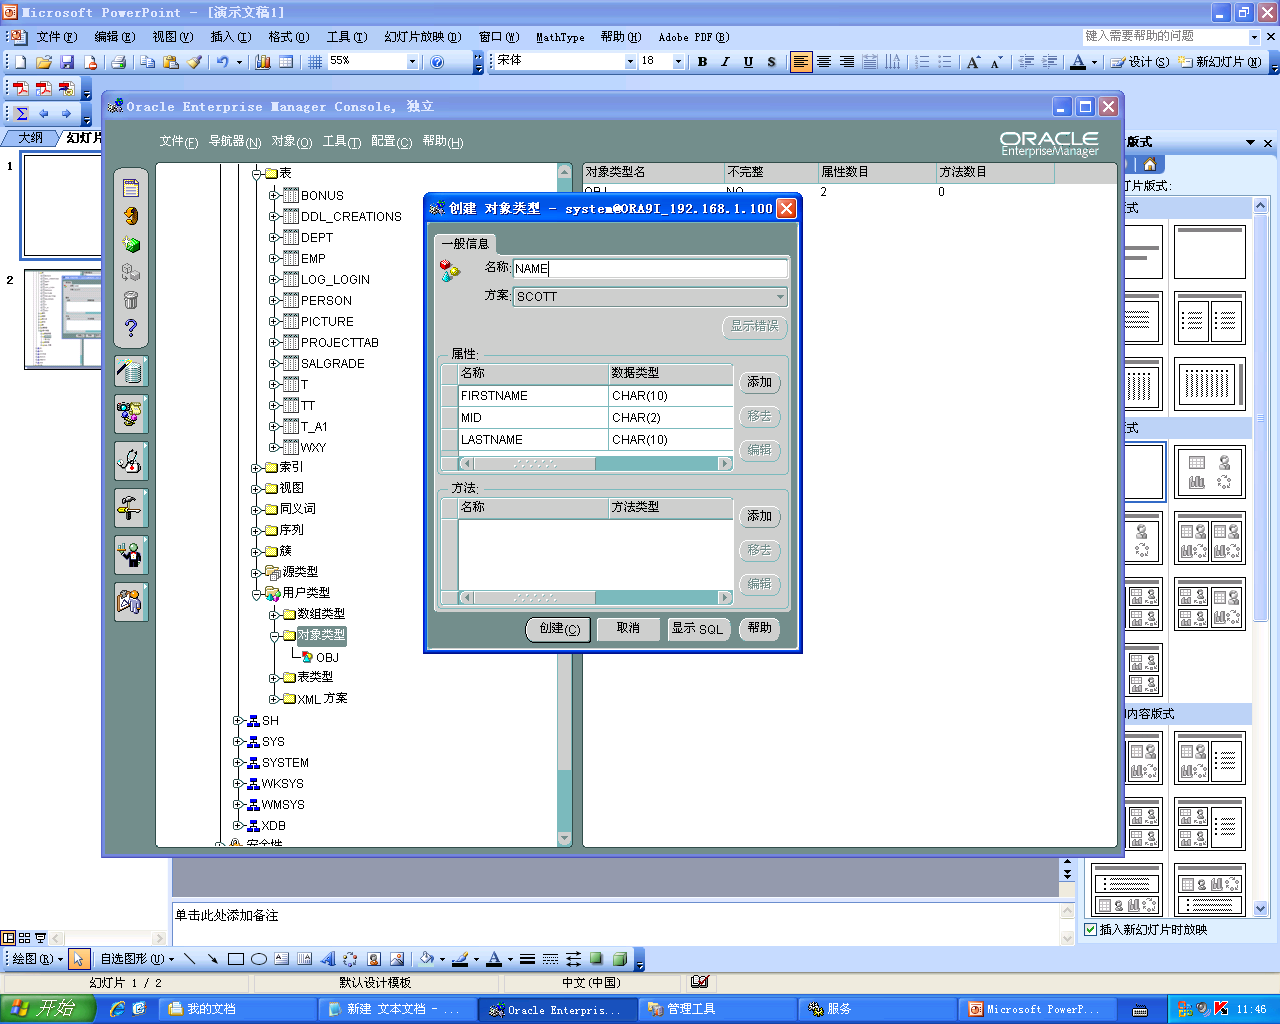 Microsoft PowerPoint - [演示文稿1]
文件(F) 编辑(E) 视图(V) 插入(I) 格式(O) 工具(T) 幻灯片放映(D) 窗口(W) MathType 帮助(H) Adobe PDF(B) 键入需要帮助的问题
55% 宋体 18 B I U S A A A 设计(S) 新幻灯片(N)
Oracle Enterprise Manager Console, 独立
大纲 幻灯片
文件(F) 导航器(N) 对象(O) 工具(T) 配置(C) 帮助(H)
ORACLE
EnterpriseManager
1
2
表
BONUS
DDL_CREATIONS
DEPT
EMP
LOG_LOGIN
PERSON
PICTURE
PROJECTTAB
SALGRADE
T
TT
T_A1
WXY
索引
视图
同义词
序列
簇
源类型
用户类型
数组类型
对象类型
OBJ
表类型
XML 方案
SH
SYS
SYSTEM
WKSYS
WMSYS
XDB
安全性
对象类型名 不完整 属性数目 方法数目
OBJ NO 2 0
创建 对象类型 - system@ORA9I_192.168.1.100
一般信息
名称: NAME
方案: SCOTT
显示错误
属性:
名称 数据类型
FIRSTNAME CHAR(10)
MID CHAR(2)
LASTNAME CHAR(10)
添加
移去
编辑
方法:
名称 方法类型
添加
移去
编辑
创建(C) 取消 显示 SQL 帮助
版式
片版式:
式
式
内容版式
插入新幻灯片时放映
单击此处添加备注
绘图(R) 自选图形(U) A
幻灯片 1 / 2 默认设计模板 中文(中国)
开始 我的文档 新建 文本文档 - ... Oracle Enterpris... 管理工具 服务 Microsoft PowerP... 11:46